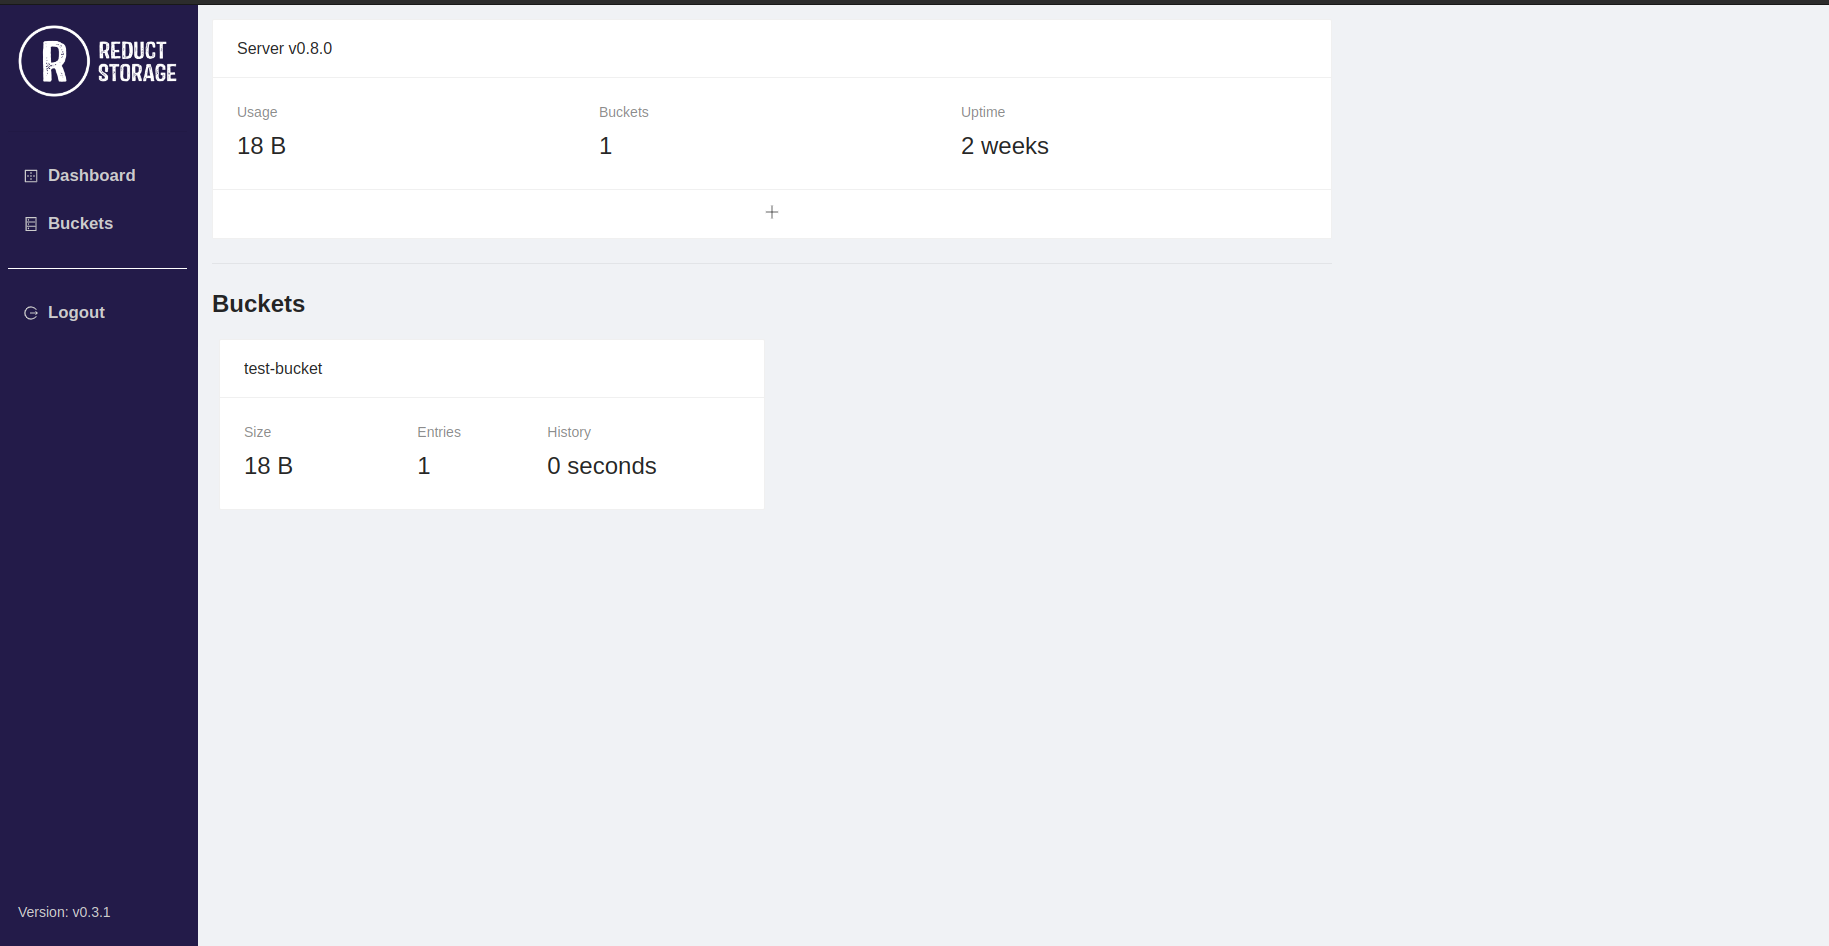 REDUCT
STORAGE
Dashboard
Buckets
Logout
Version: v0.3.1
Server v0.8.0
Usage
18 B
Buckets
1
Uptime
2 weeks
Buckets
test-bucket
Size
18 B
Entries
1
History
0 seconds